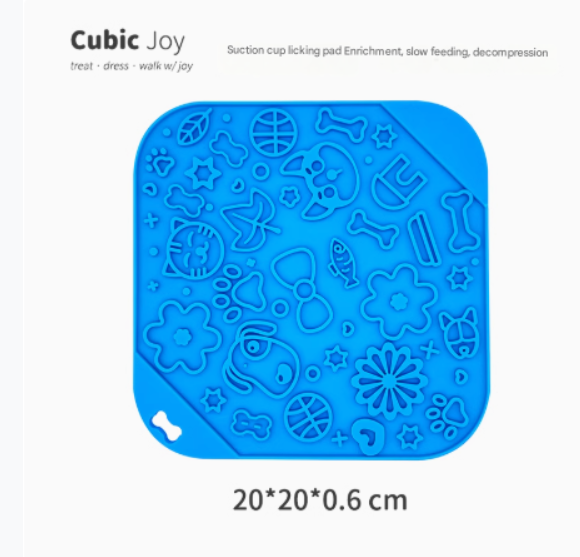 Cubic Joy
treat · dress · walk w/ joy
Suction cup licking pad Enrichment, slow feeding, decompression
20*20*0.6 cm